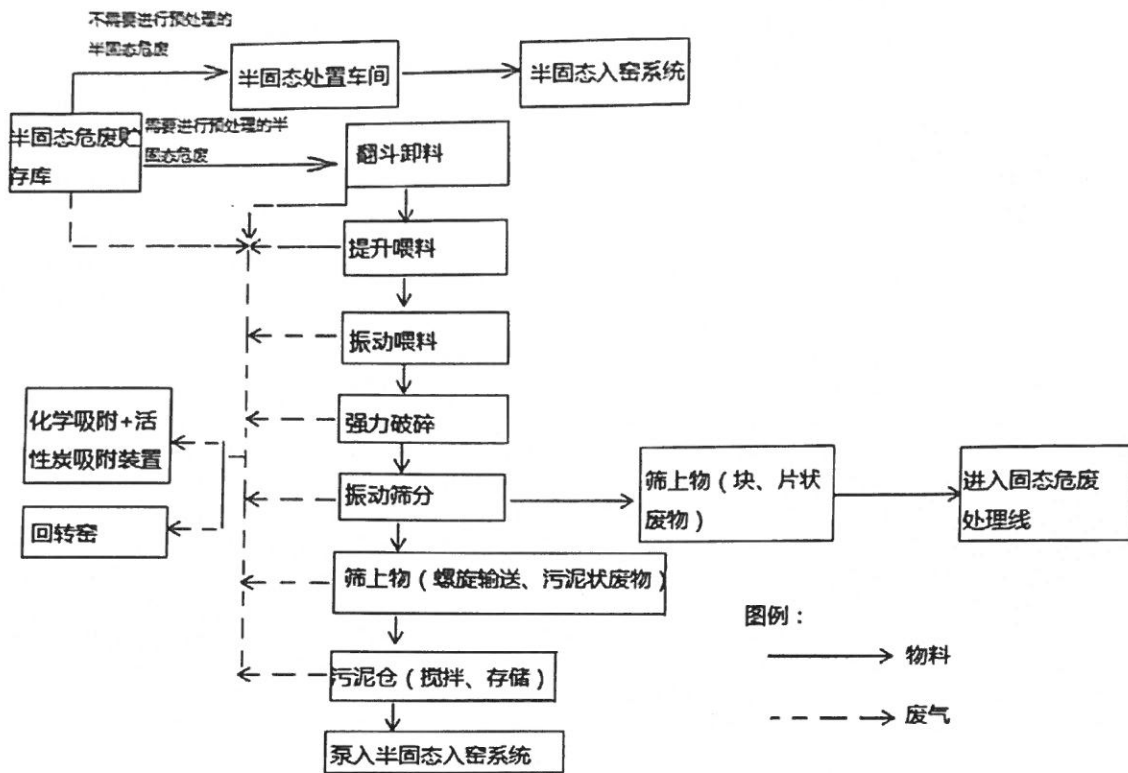 不需要进行预处理的
半固态危废
半固态处置车间
半固态入窑系统
半固态危废贮
存库
需要进行预处理的半
固态危废
翻斗卸料
提升喂料
振动喂料
强力破碎
化学吸附+活
性炭吸附装置
回转窑
振动筛分
筛上物（块、片状
废物）
进入固态危废
处理线
筛上物（螺旋输送、污泥状废物）
污泥仓（搅拌、存储）
泵入半固态入窑系统
图例：
物料
废气